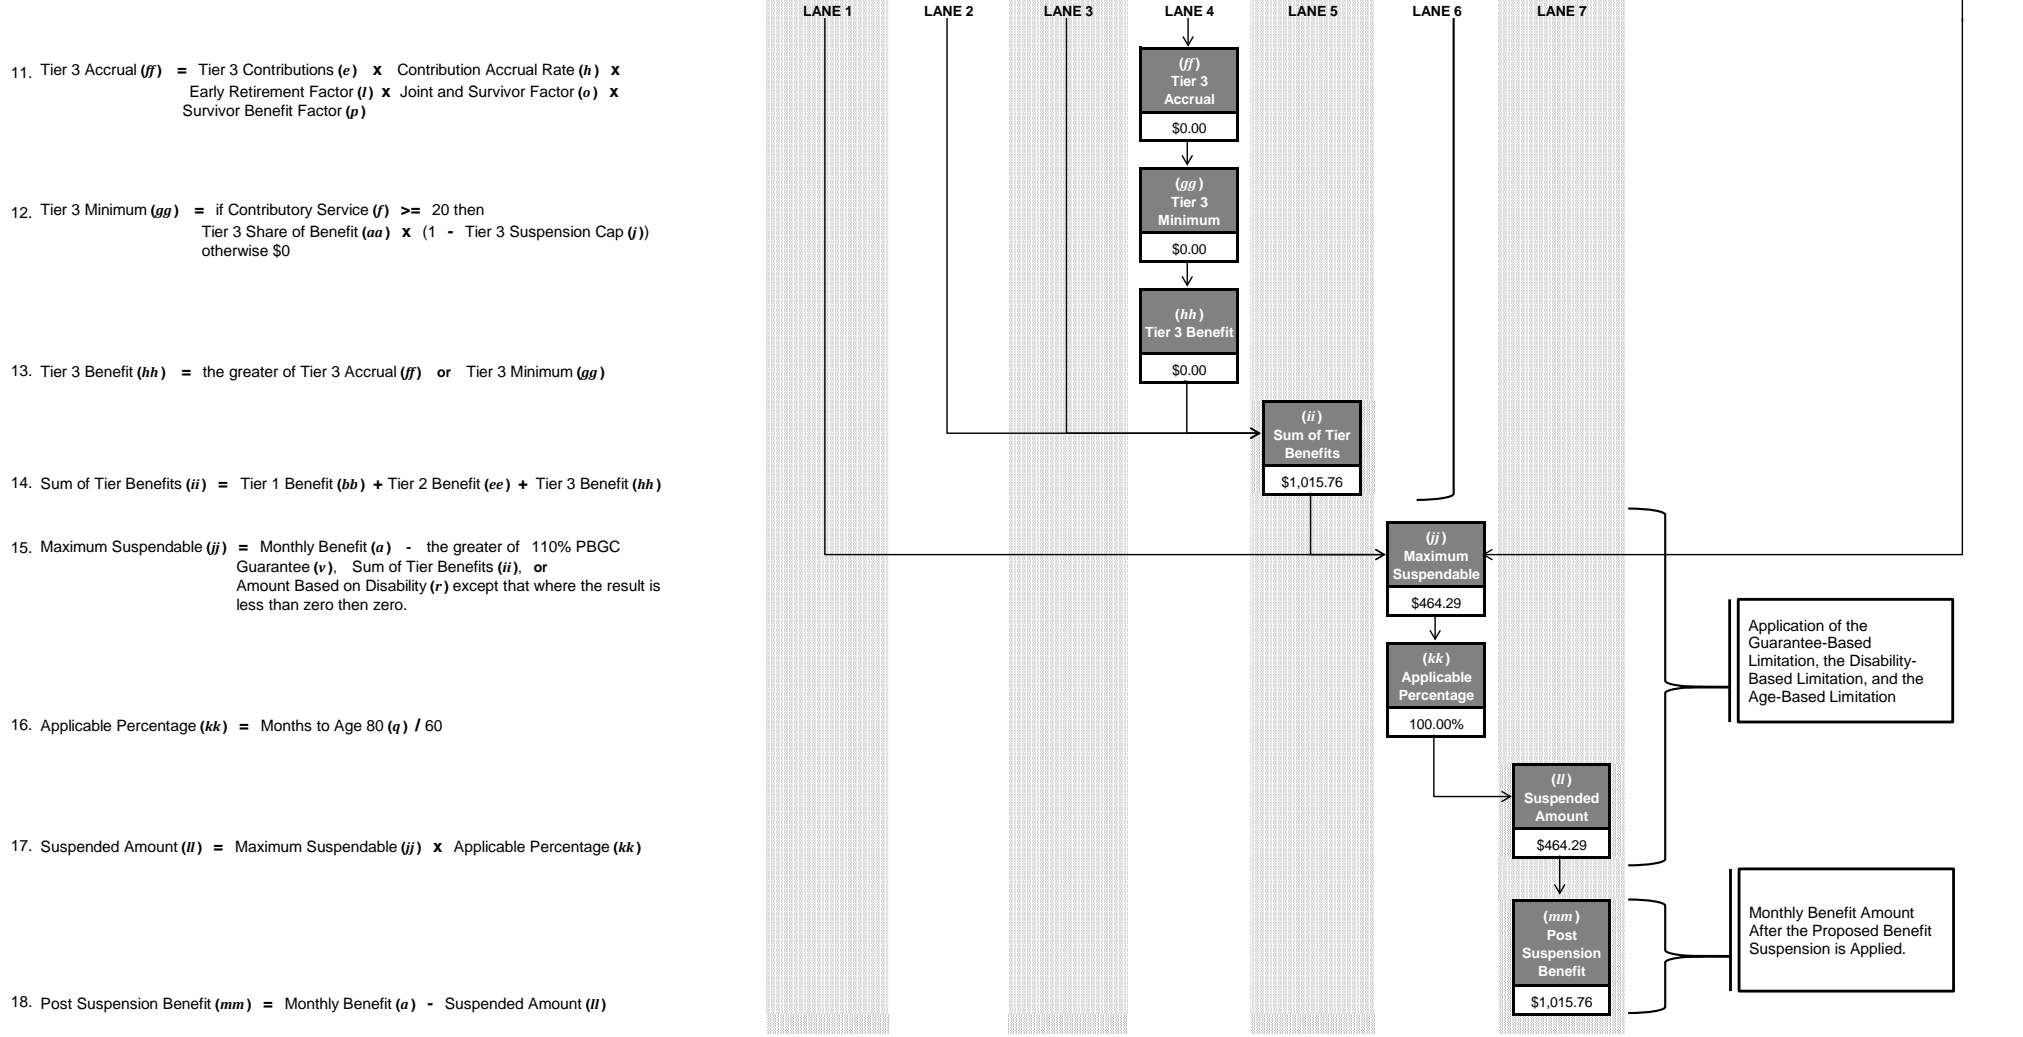 LANE 1 LANE 2 LANE 3 LANE 4 LANE 5 LANE 6 LANE 7
11. Tier 3 Accrual (ff) = Tier 3 Contributions (e) x Contribution Accrual Rate (h) x
Early Retirement Factor (l) x Joint and Survivor Factor (o) x
Survivor Benefit Factor (p)
(ff)
Tier 3
Accrual
$0.00
12. Tier 3 Minimum (gg) = if Contributory Service (f) >= 20 then
Tier 3 Share of Benefit (aa) x (1 - Tier 3 Suspension Cap (j))
otherwise $0
(gg)
Tier 3
Minimum
$0.00
(hh)
Tier 3 Benefit
$0.00
13. Tier 3 Benefit (hh) = the greater of Tier 3 Accrual (ff) or Tier 3 Minimum (gg)
(ii)
Sum of Tier
Benefits
$1,015.76
14. Sum of Tier Benefits (ii) = Tier 1 Benefit (bb) + Tier 2 Benefit (ee) + Tier 3 Benefit (hh)
15. Maximum Suspendable (jj) = Monthly Benefit (a) - the greater of 110% PBGC
Guarantee (v), Sum of Tier Benefits (ii), or
Amount Based on Disability (r) except that where the result is
less than zero then zero.
(jj)
Maximum
Suspendable
$464.29
Application of the
Guarantee-Based
Limitation, the Disability-
Based Limitation, and the
Age-Based Limitation
(kk)
Applicable
Percentage
100.00%
16. Applicable Percentage (kk) = Months to Age 80 (q) / 60
(ll)
Suspended
Amount
$464.29
17. Suspended Amount (ll) = Maximum Suspendable (jj) x Applicable Percentage (kk)
(mm)
Post
Suspension
Benefit
$1,015.76
Monthly Benefit Amount
After the Proposed Benefit
Suspension is Applied.
18. Post Suspension Benefit (mm) = Monthly Benefit (a) - Suspended Amount (ll)